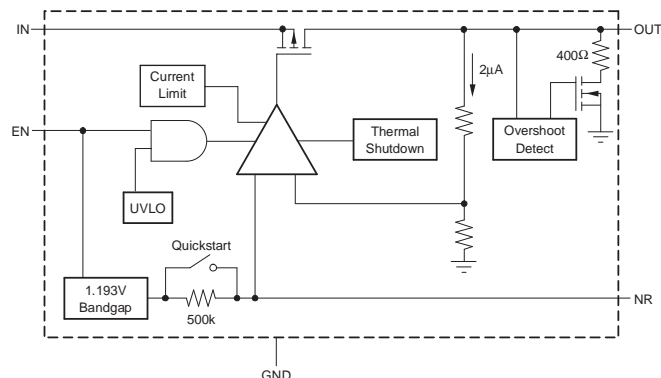 IN
OUT
400Ω
2μA
Current
Limit
EN
Thermal
Shutdown
Overshoot
Detect
UVLO
Quickstart
1.193V
Bandgap
500k
NR
GND